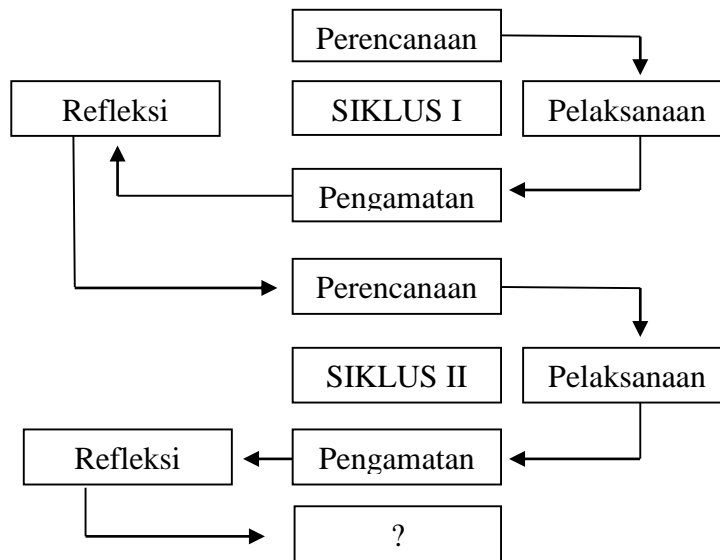 Perencanaan
Refleksi
SIKLUS I
Pelaksanaan
Pengamatan
Perencanaan
SIKLUS II
Pelaksanaan
Refleksi
Pengamatan
?